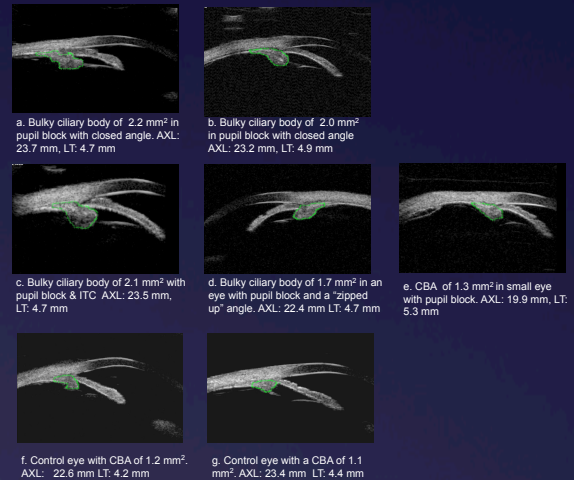 a. Bulky ciliary body of 2.2 mm² in
pupil block with closed angle. AXL:
23.7 mm, LT: 4.7 mm
b. Bulky ciliary body of 2.0 mm²
in pupil block with closed angle
AXL: 23.2 mm, LT: 4.9 mm
c. Bulky ciliary body of 2.1 mm² with
pupil block & ITC AXL: 23.5 mm,
LT: 4.7 mm
d. Bulky ciliary body of 1.7 mm² in an
eye with pupil block and a “zipped
up” angle. AXL: 22.4 mm LT: 4.7 mm
e. CBA of 1.3 mm² in small eye
with pupil block. AXL: 19.9 mm, LT:
5.3 mm
f. Control eye with CBA of 1.2 mm².
AXL: 22.6 mm LT: 4.2 mm
g. Control eye with a CBA of 1.1
mm². AXL: 23.4 mm LT: 4.4 mm